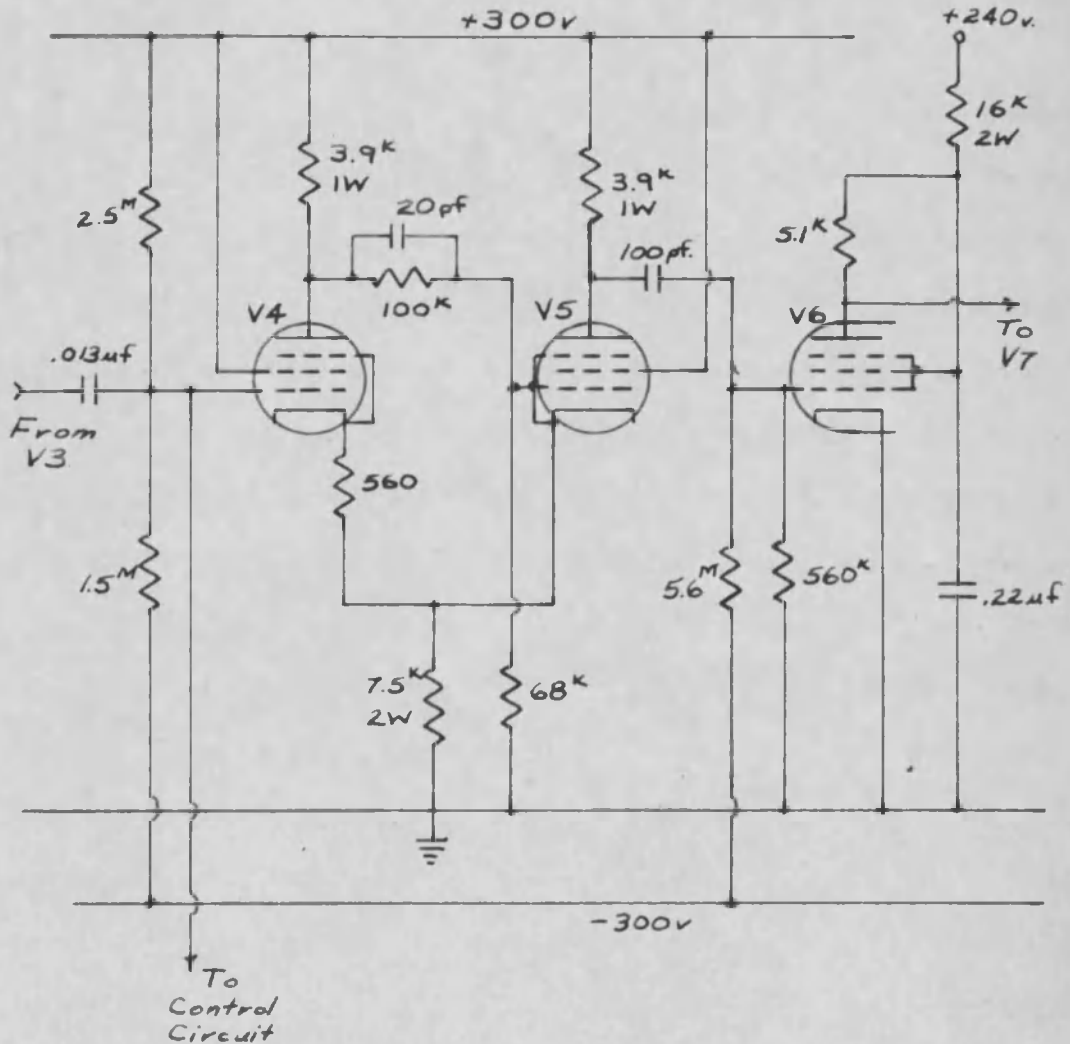 +300v
+240v.
16K
2W
3.9K
1W
3.9K
1W
2.5M
20pf
5.1K
100pf.
100K
V4
V5
V6
To
V7
.013uf
From
V3
560
1.5M
5.6M
560K
.22uf
7.5K
2W
68K
-300v
To
Control
Circuit